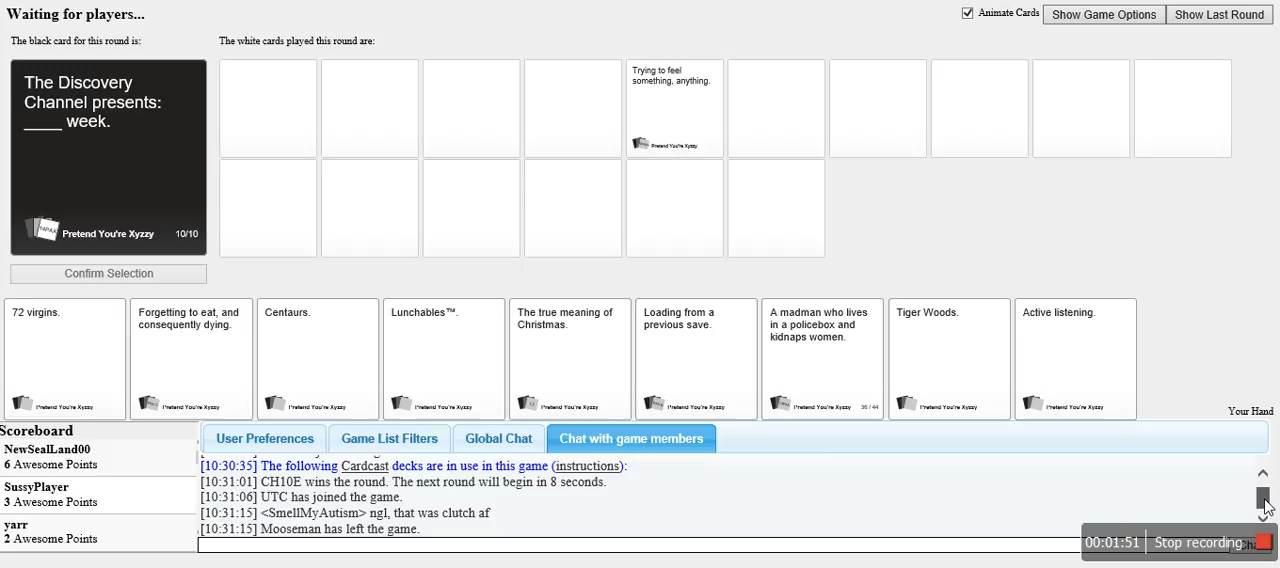 Waiting for players...
Animate Cards
Show Game Options
Show Last Round
The black card for this round is:
The white cards played this round are:
The Discovery
Channel presents:
____ week.
Pretend You're Xyzzy
10/10
Trying to feel
something, anything.
Pretend You're Xyzzy
Confirm Selection
72 virgins.
Pretend You're Xyzzy
Forgetting to eat, and
consequently dying.
Pretend You're Xyzzy
Centaurs.
Pretend You're Xyzzy
Lunchables™.
Pretend You're Xyzzy
The true meaning of
Christmas.
Pretend You're Xyzzy
Loading from a
previous save.
Pretend You're Xyzzy
A madman who lives
in a policebox and
kidnaps women.
Pretend You're Xyzzy
36 / 44
Tiger Woods.
Pretend You're Xyzzy
Active listening.
Pretend You're Xyzzy
Your Hand
Scoreboard
NewSealLand00
6 Awesome Points
SussyPlayer
3 Awesome Points
yarr
2 Awesome Points
User Preferences
Game List Filters
Global Chat
Chat with game members
[10:30:35] The following Cardcast decks are in use in this game (instructions):
[10:31:01] CH10E wins the round. The next round will begin in 8 seconds.
[10:31:06] UTC has joined the game.
[10:31:15] <SmellMyAutism> ngl, that was clutch af
[10:31:15] Mooseman has left the game.
00:01:51
Stop recording